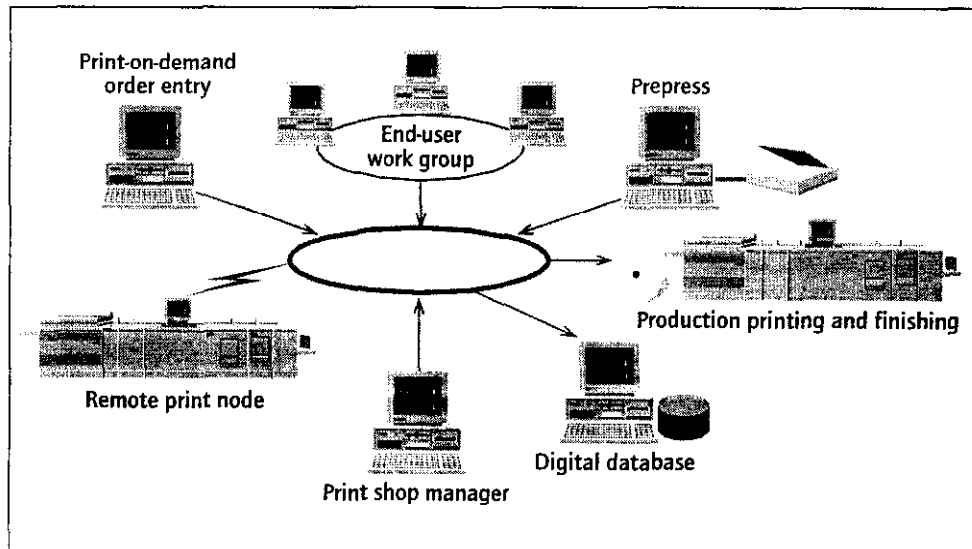 Print-on-demand
order entry
End-user
work group
Prepress
Production printing and finishing
Remote print node
Digital database
Print shop manager